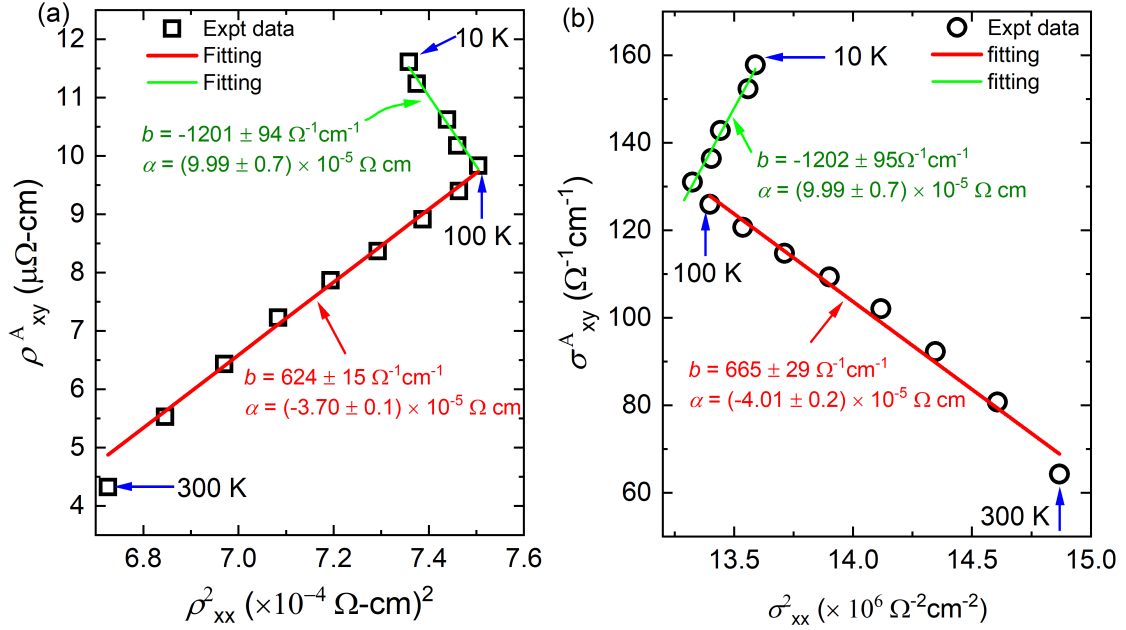 (a)
Expt data
Fitting
Fitting
10 K
b = -1201 ± 94 Ω⁻¹cm⁻¹
α = (9.99 ± 0.7) × 10⁻⁵ Ω cm
100 K
b = 624 ± 15 Ω⁻¹cm⁻¹
α = (-3.70 ± 0.1) × 10⁻⁵ Ω cm
300 K
12
11
10
9
8
7
6
5
4
ρᴬxy (μΩ-cm)
6.8 7.0 7.2 7.4 7.6
ρ²xx (×10⁻⁴ Ω-cm)²
(b)
Expt data
fitting
fitting
10 K
b = -1202 ± 95Ω⁻¹cm⁻¹
α = (9.99 ± 0.7) × 10⁻⁵ Ω cm
100 K
b = 665 ± 29 Ω⁻¹cm⁻¹
α = (-4.01 ± 0.2) × 10⁻⁵ Ω cm
300 K
160
140
120
100
80
60
σᴬxy (Ω⁻¹cm⁻¹)
13.5 14.0 14.5 15.0
σ²xx (× 10⁶ Ω⁻²cm⁻²)